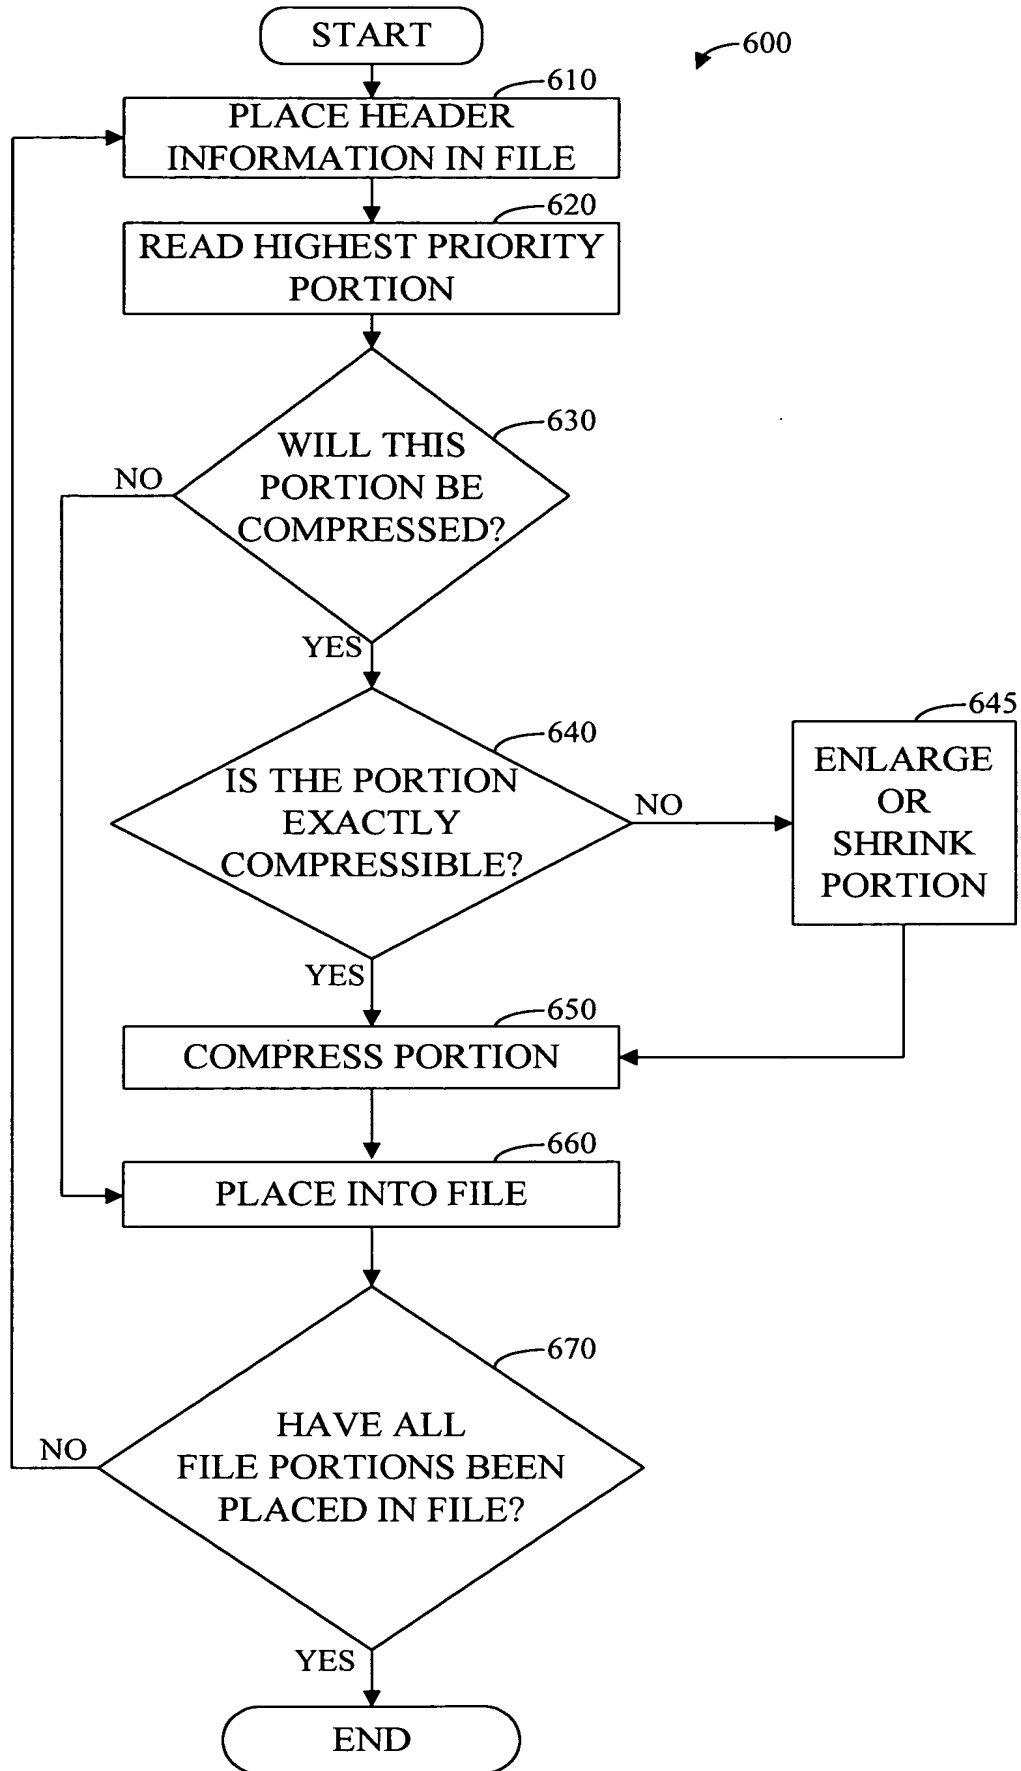 START
600
610
PLACE HEADER
INFORMATION IN FILE
620
READ HIGHEST PRIORITY
PORTION
630
WILL THIS
PORTION BE
COMPRESSED?
NO
YES
640
IS THE PORTION
EXACTLY
COMPRESSIBLE?
NO
645
ENLARGE
OR
SHRINK
PORTION
YES
650
COMPRESS PORTION
660
PLACE INTO FILE
670
HAVE ALL
FILE PORTIONS BEEN
PLACED IN FILE?
NO
YES
END